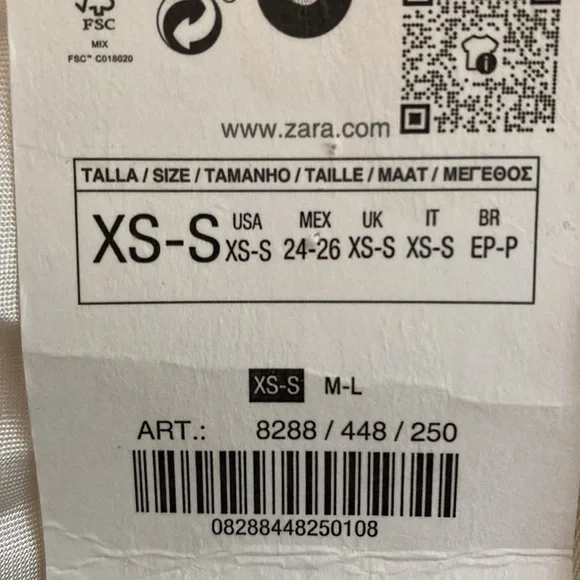 FSC
MIX
FSC™ C018020
www.zara.com
TALLA / SIZE / TAMANHO / TAILLE / MAAT / ΜΕΓΕΘΟΣ
XS-S USA MEX UK IT BR
XS-S 24-26 XS-S XS-S EP-P
XS-S M-L
ART.: 8288 / 448 / 250
08288448250108